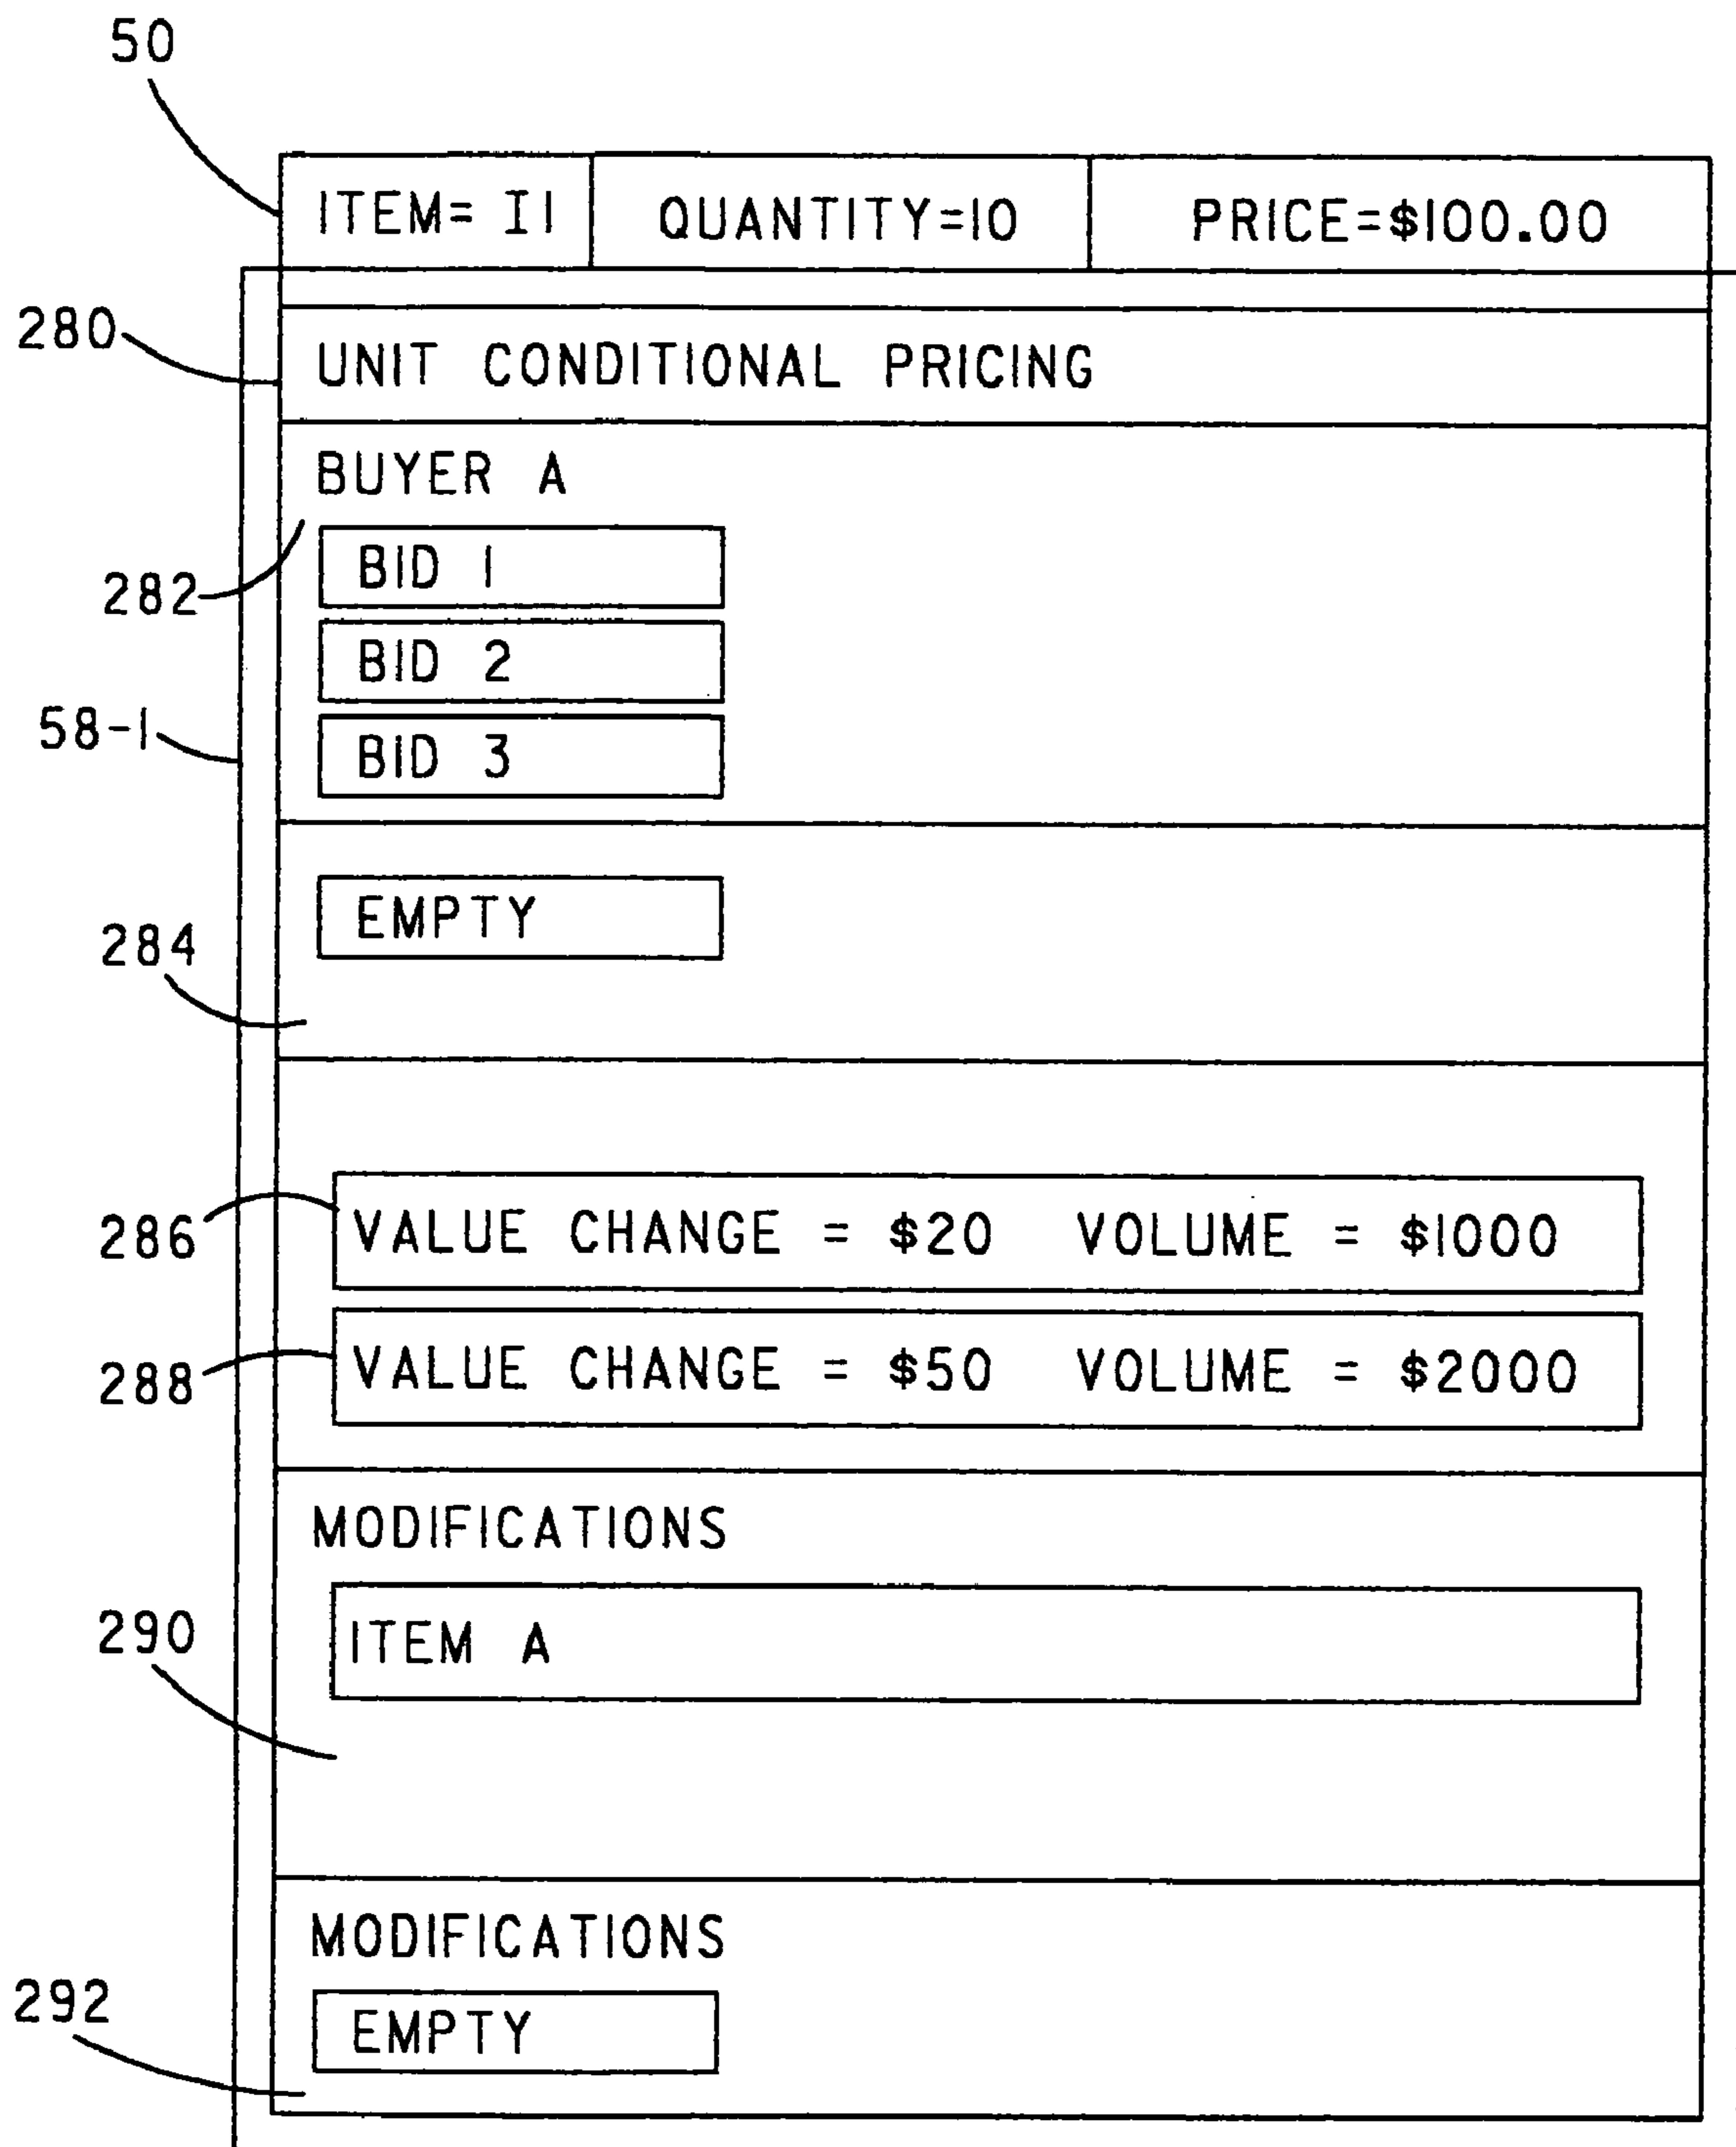 50
ITEM= I1 QUANTITY=10 PRICE=$100.00
280
UNIT CONDITIONAL PRICING
BUYER A
282
BID 1
BID 2
58-1
BID 3
EMPTY
284
286
VALUE CHANGE = $20 VOLUME = $1000
288
VALUE CHANGE = $50 VOLUME = $2000
MODIFICATIONS
290
ITEM A
MODIFICATIONS
292
EMPTY